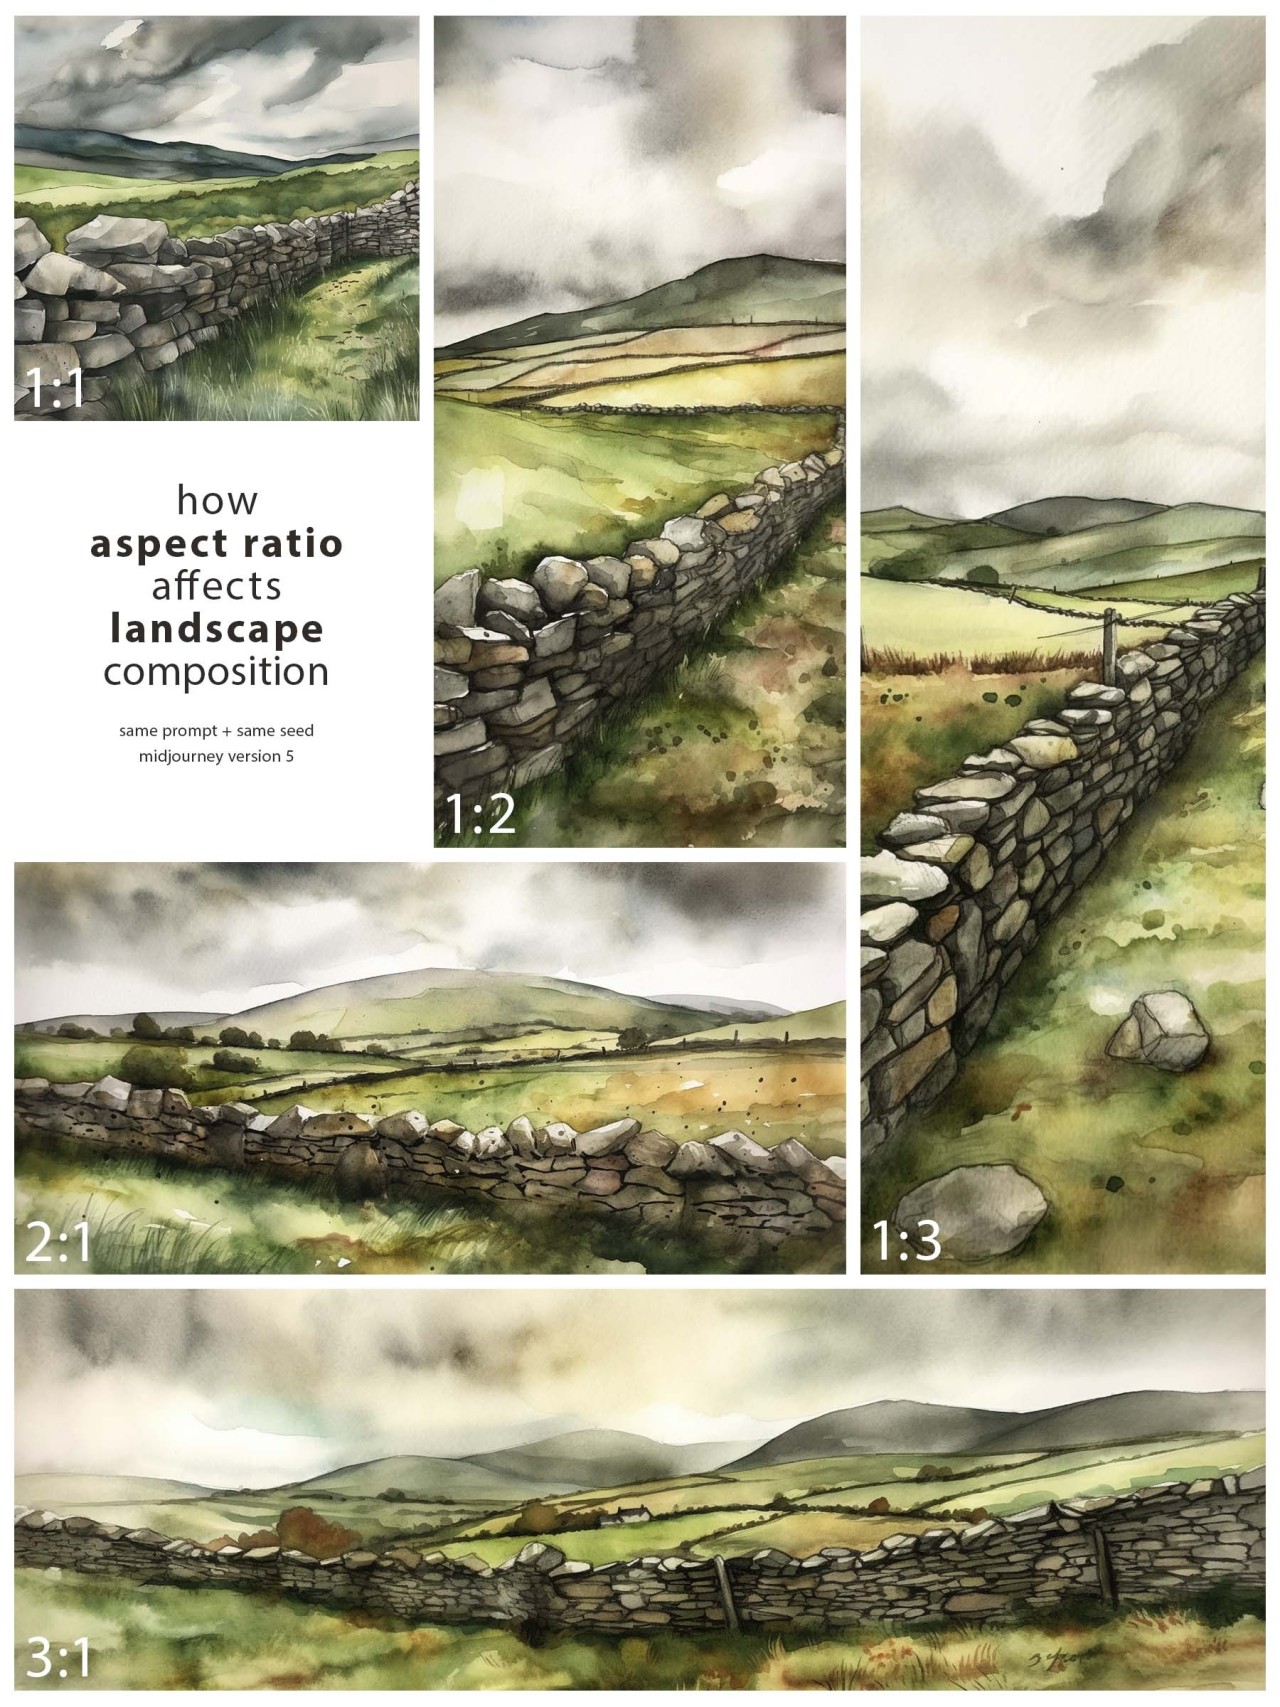 1:1
how
aspect ratio
affects
landscape
composition
same prompt + same seed
midjourney version 5
1:2
1:3
2:1
3:1